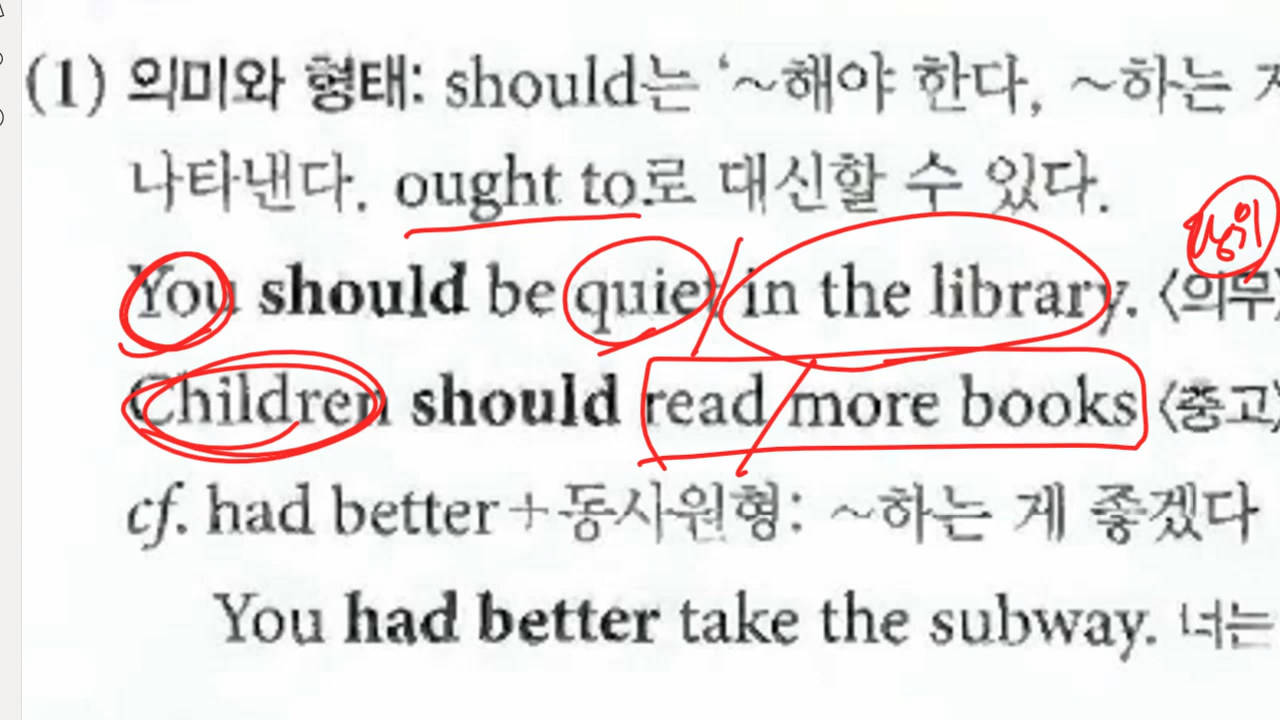 (1) 의미와 형태: should는 '~해야 한다, ~하는
나타낸다. ought to로 대신할 수 있다.
You should be quiet in the library. <의무>
Children should read more books <충고>
cf. had better+동사원형: ~하는 게 좋겠다
You had better take the subway. 너는